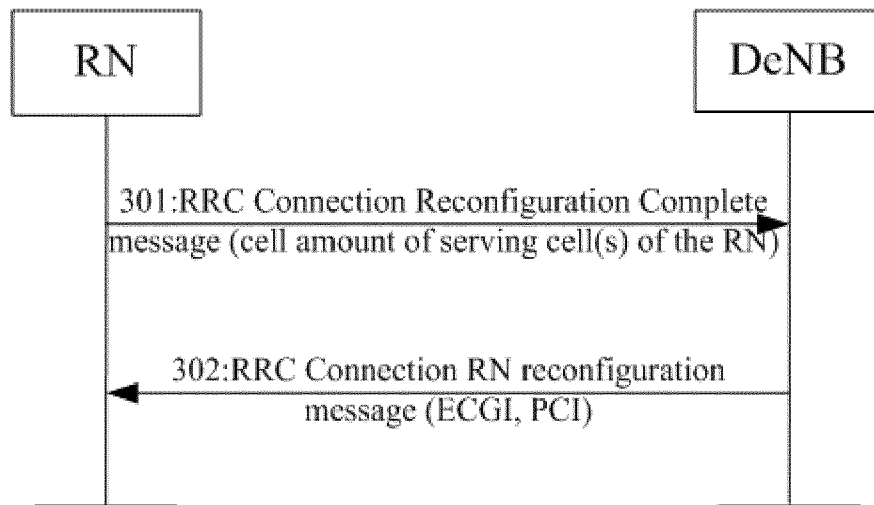 RN
DeNB
301:RRC Connection Reconfiguration Complete
message (cell amount of serving cell(s) of the RN)
302:RRC Connection RN reconfiguration
message (ECGI, PCI)